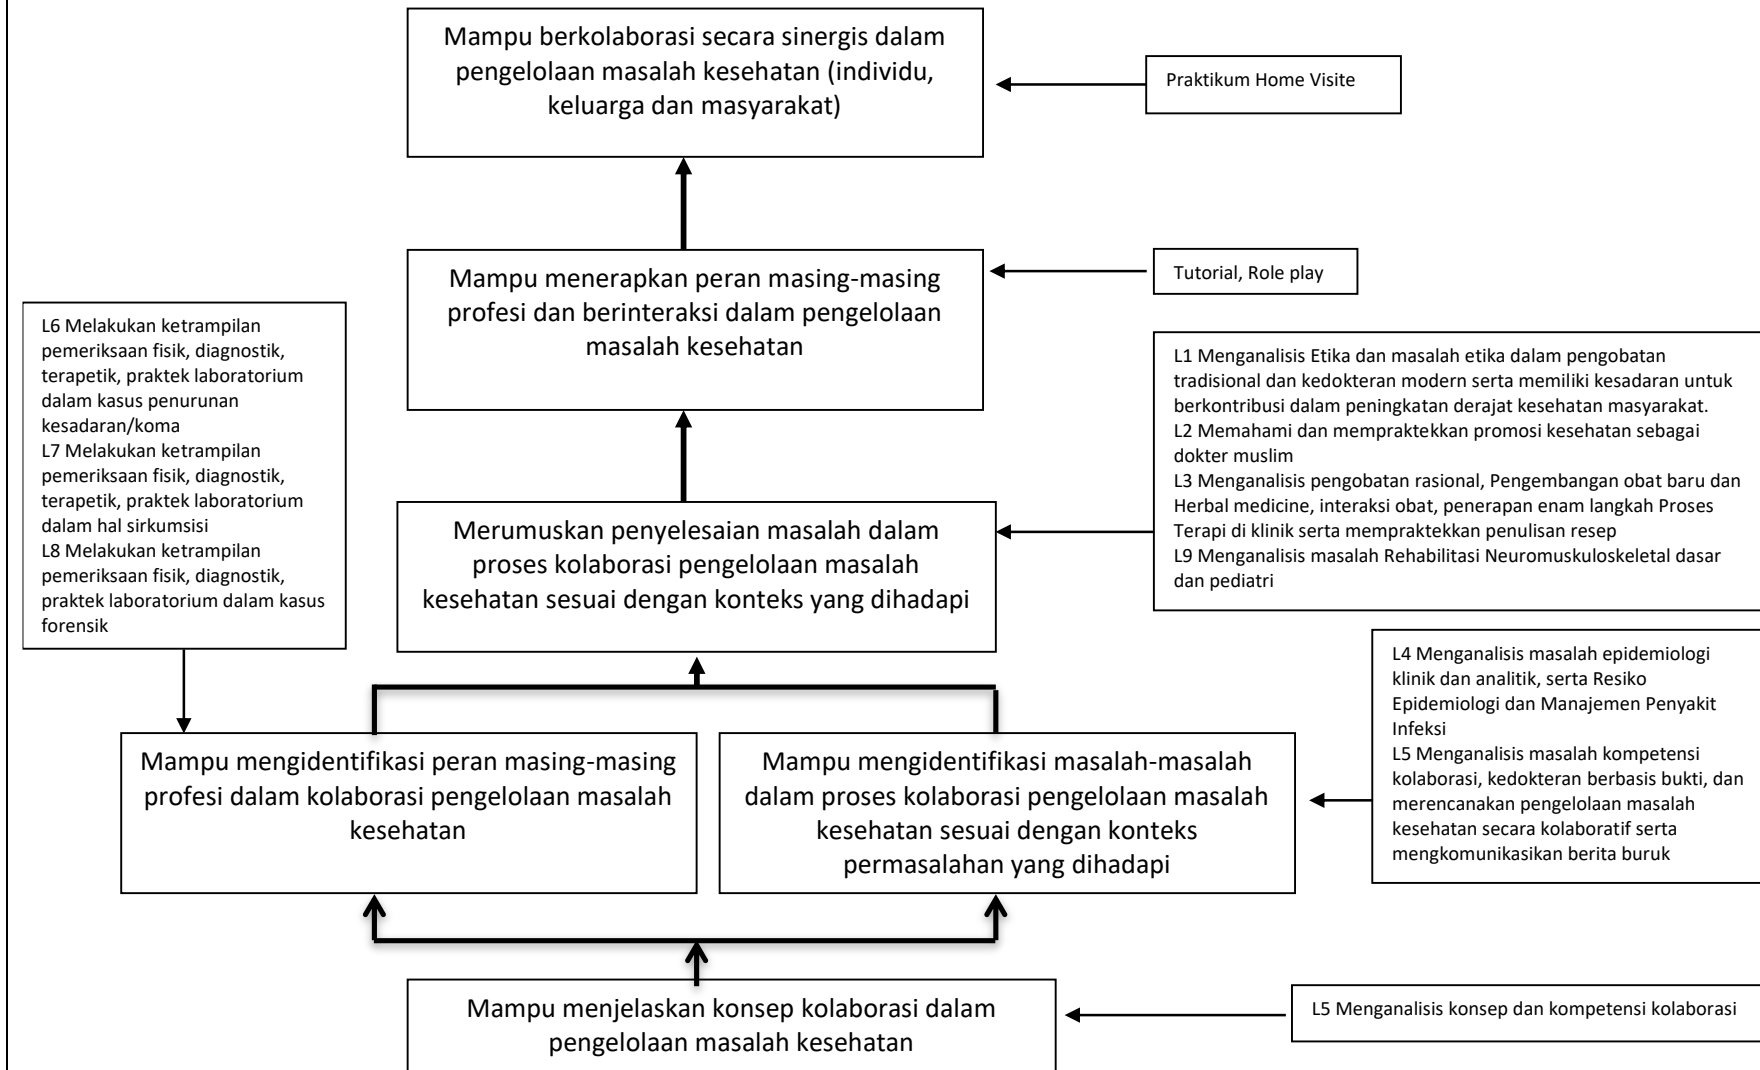 Mampu berkolaborasi secara sinergis dalam
pengelolaan masalah kesehatan (individu,
keluarga dan masyarakat)
Praktikum Home Visite
Mampu menerapkan peran masing-masing
profesi dan berinteraksi dalam pengelolaan
masalah kesehatan
Tutorial, Role play
L6 Melakukan ketrampilan
pemeriksaan fisik, diagnostik,
terapetik, praktek laboratorium
dalam kasus penurunan
kesadaran/koma
L7 Melakukan ketrampilan
pemeriksaan fisik, diagnostik,
terapetik, praktek laboratorium
dalam hal sirkumsisi
L8 Melakukan ketrampilan
pemeriksaan fisik, diagnostik,
praktek laboratorium dalam kasus
forensik
L1 Menganalisis Etika dan masalah etika dalam pengobatan
tradisional dan kedokteran modern serta memiliki kesadaran untuk
berkontribusi dalam peningkatan derajat kesehatan masyarakat.
L2 Memahami dan mempraktekkan promosi kesehatan sebagai
dokter muslim
L3 Menganalisis pengobatan rasional, Pengembangan obat baru dan
Herbal medicine, interaksi obat, penerapan enam langkah Proses
Terapi di klinik serta mempraktekkan penulisan resep
L9 Menganalisis masalah Rehabilitasi Neuromuskuloskeletal dasar
dan pediatri
Merumuskan penyelesaian masalah dalam
proses kolaborasi pengelolaan masalah
kesehatan sesuai dengan konteks yang dihadapi
L4 Menganalisis masalah epidemiologi
klinik dan analitik, serta Resiko
Epidemiologi dan Manajemen Penyakit
Infeksi
L5 Menganalisis masalah kompetensi
kolaborasi, kedokteran berbasis bukti, dan
merencanakan pengelolaan masalah
kesehatan secara kolaboratif serta
mengkomunikasikan berita buruk
Mampu mengidentifikasi peran masing-masing
profesi dalam kolaborasi pengelolaan masalah
kesehatan
Mampu mengidentifikasi masalah-masalah
dalam proses kolaborasi pengelolaan masalah
kesehatan sesuai dengan konteks
permasalahan yang dihadapi
Mampu menjelaskan konsep kolaborasi dalam
pengelolaan masalah kesehatan
L5 Menganalisis konsep dan kompetensi kolaborasi